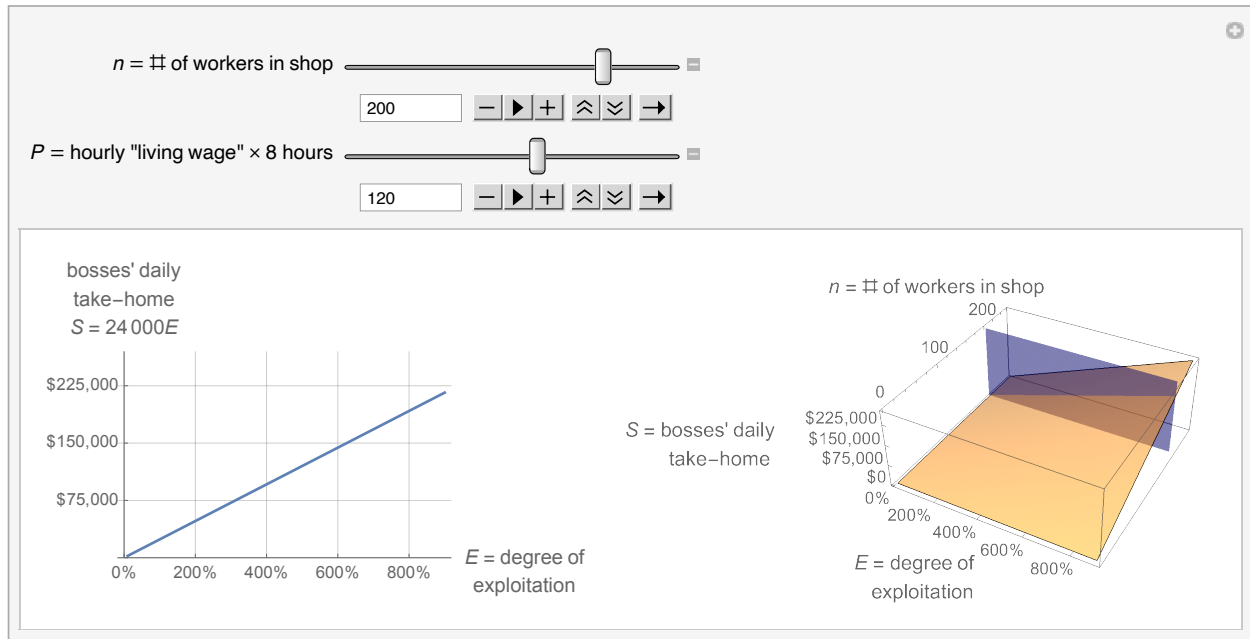 n = # of workers in shop
200
P = hourly "living wage" × 8 hours
120
bosses' daily
take–home
S = 24 000E
$225,000
$150,000
$75,000
0% 200% 400% 600% 800%
E = degree of
exploitation
n = # of workers in shop
200
100
0
S = bosses' daily
take–home
$225,000
$150,000
$75,000
$0
0%
200%
400%
600%
800%
E = degree of
exploitation